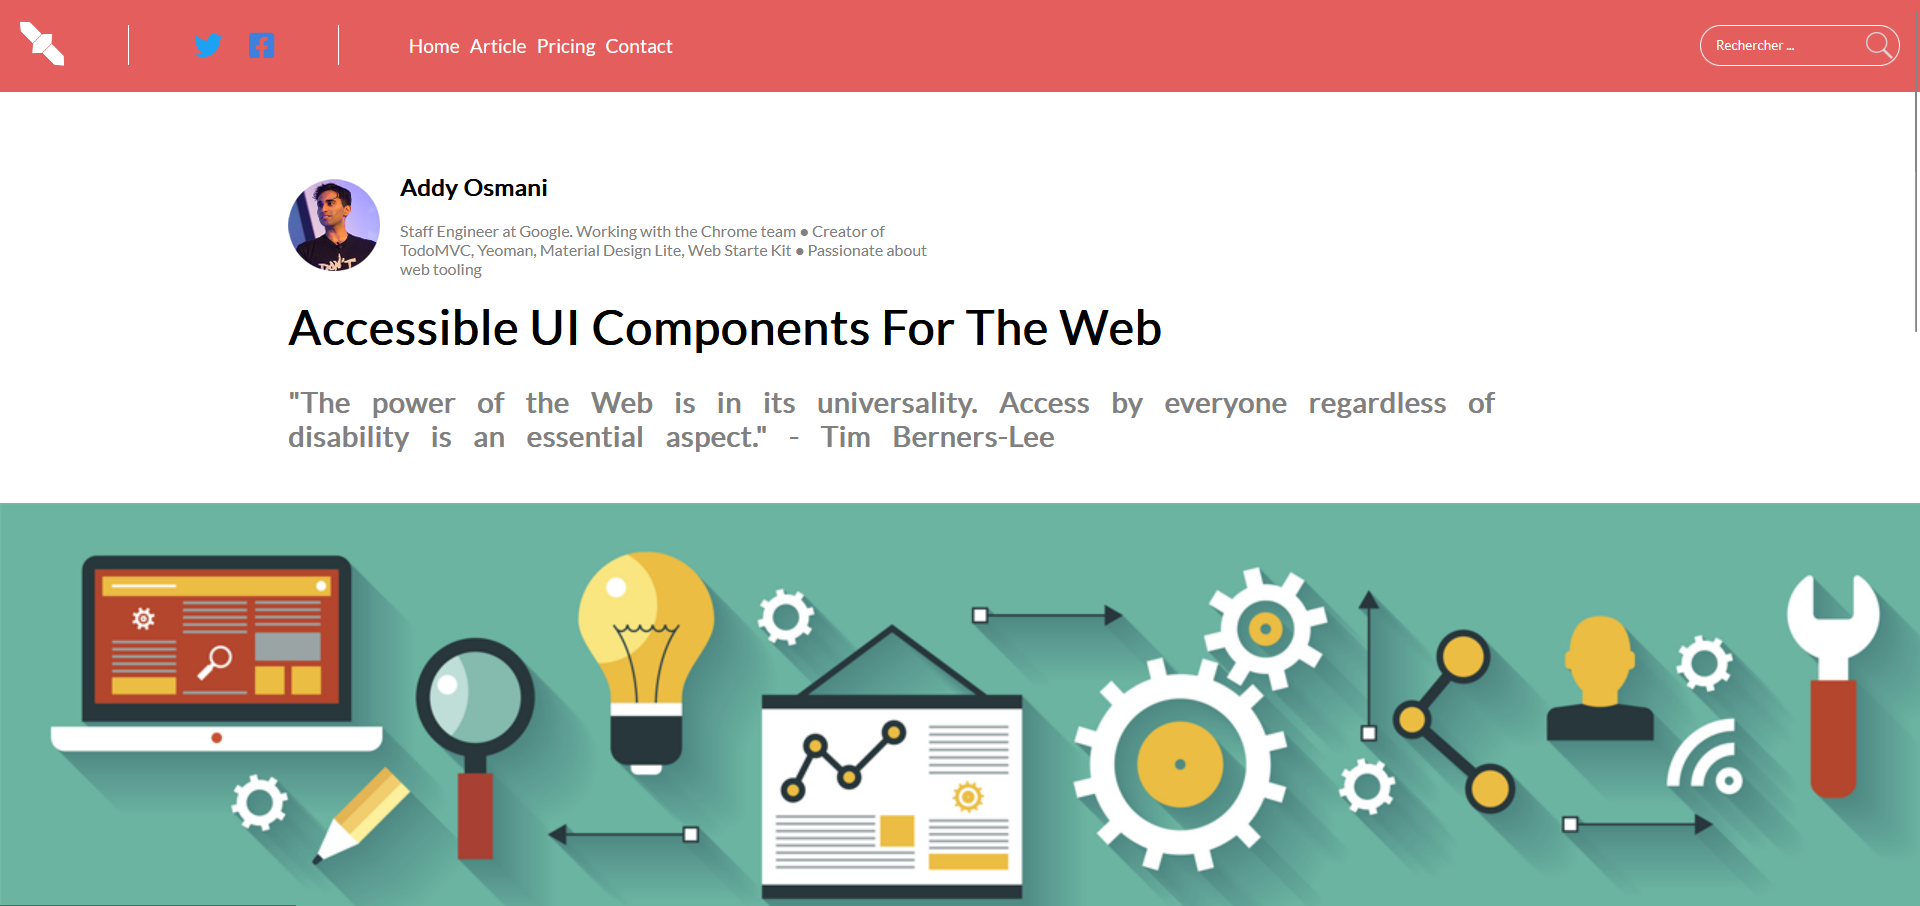 Home Article Pricing Contact
Rechercher ...
Addy Osmani
Staff Engineer at Google. Working with the Chrome team ● Creator of
TodoMVC, Yeoman, Material Design Lite, Web Starte Kit ● Passionate about
web tooling
Accessible UI Components For The Web
"The power of the Web is in its universality. Access by everyone regardless of
disability is an essential aspect." - Tim Berners-Lee